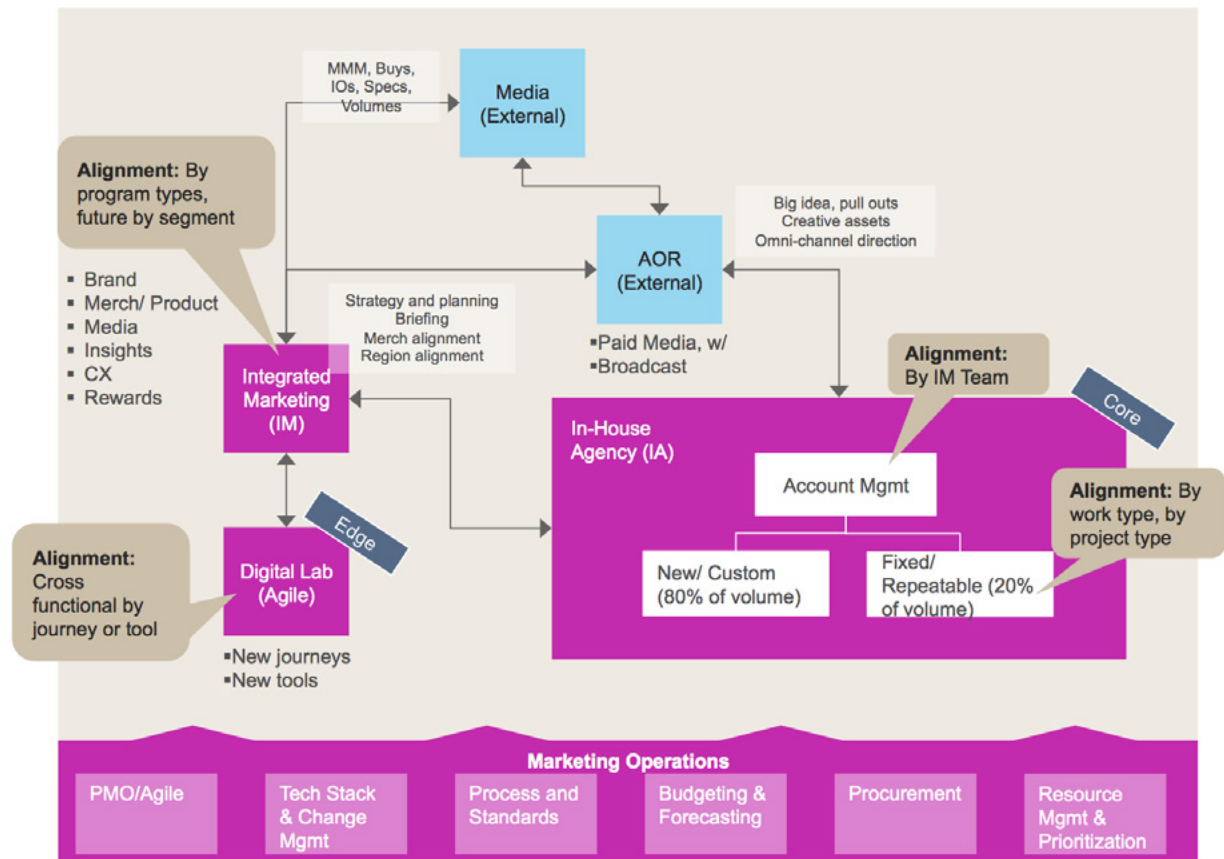 MMM, Buys,
IOs, Specs,
Volumes
Media
(External)
Alignment: By
program types,
future by segment
Big idea, pull outs
Creative assets
Omni-channel direction
AOR
(External)
▪ Brand
▪ Merch/ Product
▪ Media
▪ Insights
▪ CX
▪ Rewards
Strategy and planning
Briefing
Merch alignment
Region alignment
▪Paid Media, w/
▪Broadcast
Alignment:
By IM Team
Integrated
Marketing
(IM)
Core
In-House
Agency (IA)
Account Mgmt
Alignment: By
work type, by
project type
Edge
Alignment:
Cross
functional by
journey or tool
Digital Lab
(Agile)
New/ Custom
(80% of volume)
Fixed/
Repeatable (20%
of volume)
▪New journeys
▪New tools
Marketing Operations
PMO/Agile
Tech Stack
& Change
Mgmt
Process and
Standards
Budgeting &
Forecasting
Procurement
Resource
Mgmt &
Prioritization